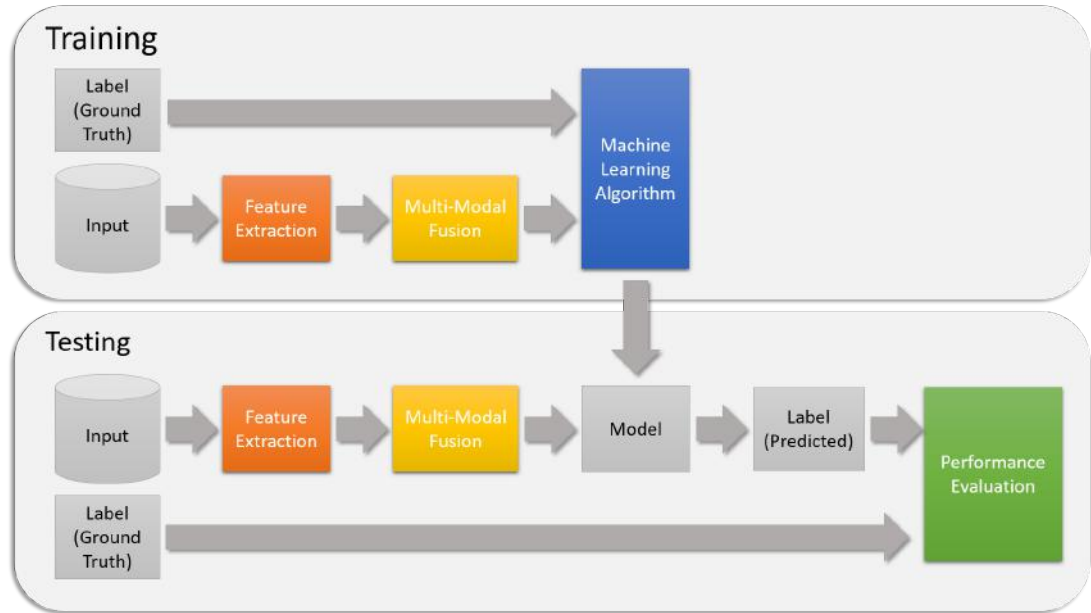 Training
Label
(Ground
Truth)
Machine
Learning
Algorithm
Input
Feature
Extraction
Multi-Modal
Fusion
Testing
Input
Feature
Extraction
Multi-Modal
Fusion
Model
Label
(Predicted)
Performance
Evaluation
Label
(Ground
Truth)